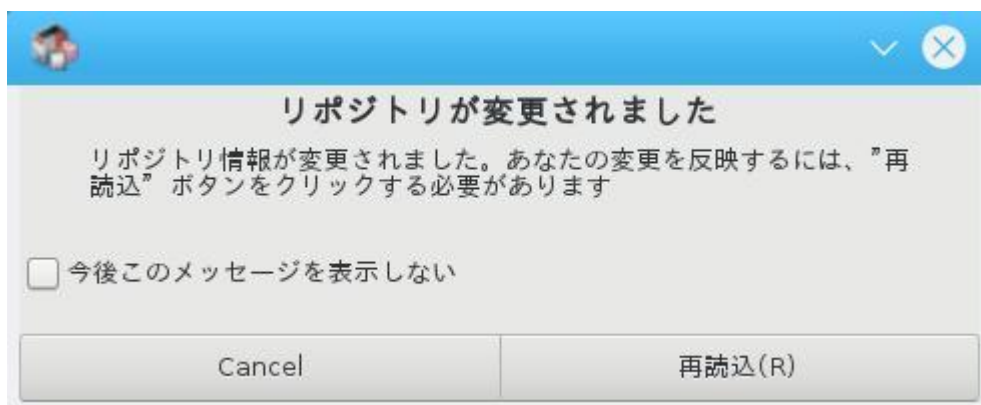 リポジトリが変更されました
リポジトリ情報が変更されました。あなたの変更を反映するには、”再
読込” ボタンをクリックする必要があります
今後このメッセージを表示しない
Cancel
再読込(R)